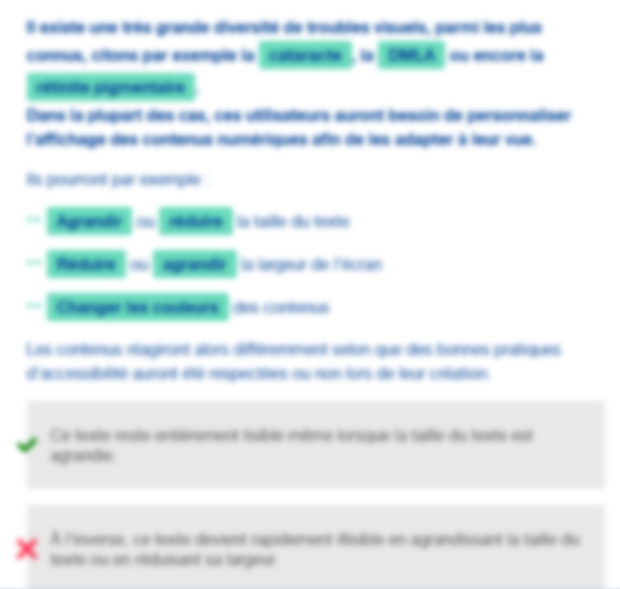 Il existe une très grande diversité de troubles visuels, parmi les plus
connus, citons par exemple la cataracte, la DMLA ou encore la
rétinite pigmentaire.
Dans la plupart des cas, ces utilisateurs auront besoin de personnaliser
l'affichage des contenus numériques afin de les adapter à leur vue.
Ils pourront par exemple :
Agrandir ou réduire la taille du texte
Réduire ou agrandir la largeur de l'écran
Changer les couleurs des contenus
Les contenus réagiront alors différemment selon que des bonnes pratiques
d'accessibilité auront été respectées ou non lors de leur création.
Ce texte reste entièrement lisible même lorsque la taille du texte est
agrandie.
À l'inverse, ce texte devient rapidement illisible en agrandissant la taille du
texte ou en réduisant sa largeur.